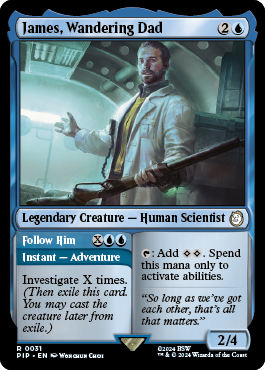 James, Wandering Dad 2
Legendary Creature — Human Scientist
Follow Him X
Instant — Adventure
Investigate X times.
(Then exile this card. You
may cast the
creature later from
exile.)
: Add . Spend
this mana only to
activate abilities.
“So long as we’ve got
each other, that’s all
that matters.”
2/4
R 0031
PIP • EN Wonchun Choi
©2024 BSW
™ & © 2024 Wizards of the Coast